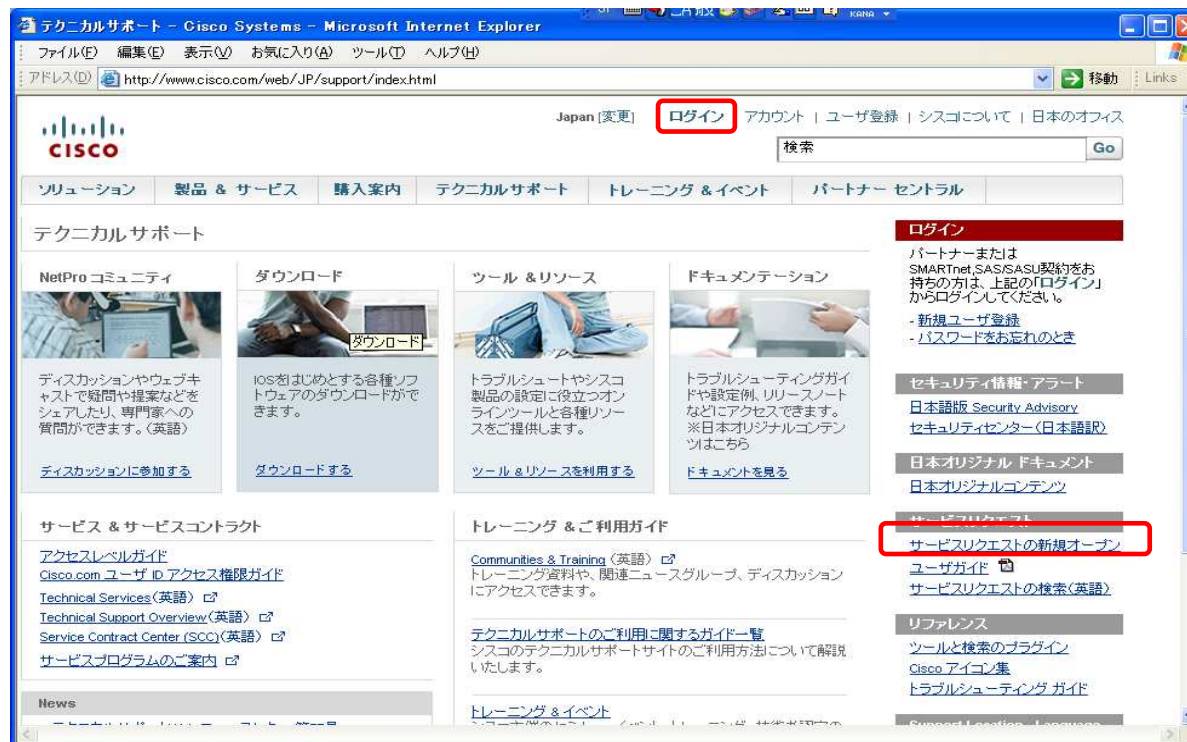 テクニカルサポート - Cisco Systems - Microsoft Internet Explorer
JP
般
KANA
ファイル(F) 編集(E) 表示(V) お気に入り(A) ツール(T) ヘルプ(H)
アドレス(D) http://www.cisco.com/web/JP/support/index.html 移動 Links
CISCO
Japan [変更] ログイン アカウント | ユーザ登録 | シスコについて | 日本のオフィス
検索 Go
ソリューション 製品 & サービス 購入案内 テクニカルサポート トレーニング & イベント パートナー セントラル
テクニカルサポート
NetPro コミュニティ
ディスカッションやウェブキ
ャストで疑問や提案などを
シェアしたり、専門家への
質問ができます。(英語)
ディスカッションに参加する
ダウンロード
ダウンロード
IOSをはじめとする各種ソフ
トウェアのダウンロードがで
きます。
ダウンロードする
ツール &リソース
トラブルシュートやシスコ
製品の設定に役立つオン
ラインツールと各種リソー
スをご提供します。
ツール &リソースを利用する
ドキュメンテーション
トラブルシューティングガイ
ドや設定例、リリースノート
などにアクセスできます。
※日本オリジナルコンテン
ツはこちら
ドキュメントを見る
サービス & サービスコントラクト
アクセスレベルガイド
Cisco.com ユーザ ID アクセス権限ガイド
Technical Services(英語)
Technical Support Overview(英語)
Service Contract Center (SCC)(英語)
サービスプログラムのご案内
News
トレーニング & ご利用ガイド
Communities & Training (英語)
トレーニング資料や、関連ニュースグループ、ディスカッション
にアクセスできます。
テクニカルサポートのご利用に関するガイド一覧
シスコのテクニカルサポートサイトのご利用方法について解説
いたします。
トレーニング & イベント
ログイン
パートナーまたは
SMARTnet,SAS/SASU契約をお
持ちの方は、上記の「ログイン」
からログインしてください。
- 新規ユーザ登録
- パスワードをお忘れのとき
セキュリティ情報・アラート
日本語版 Security Advisory
セキュリティセンター(日本語訳)
日本オリジナル ドキュメント
日本オリジナルコンテンツ
サービスリクエスト
サービスリクエストの新規オープン
ユーザガイド
サービスリクエストの検索(英語)
リファレンス
ツールと検索のプラグイン
Cisco アイコン集
トラブルシューティング ガイド
Support Location - Language